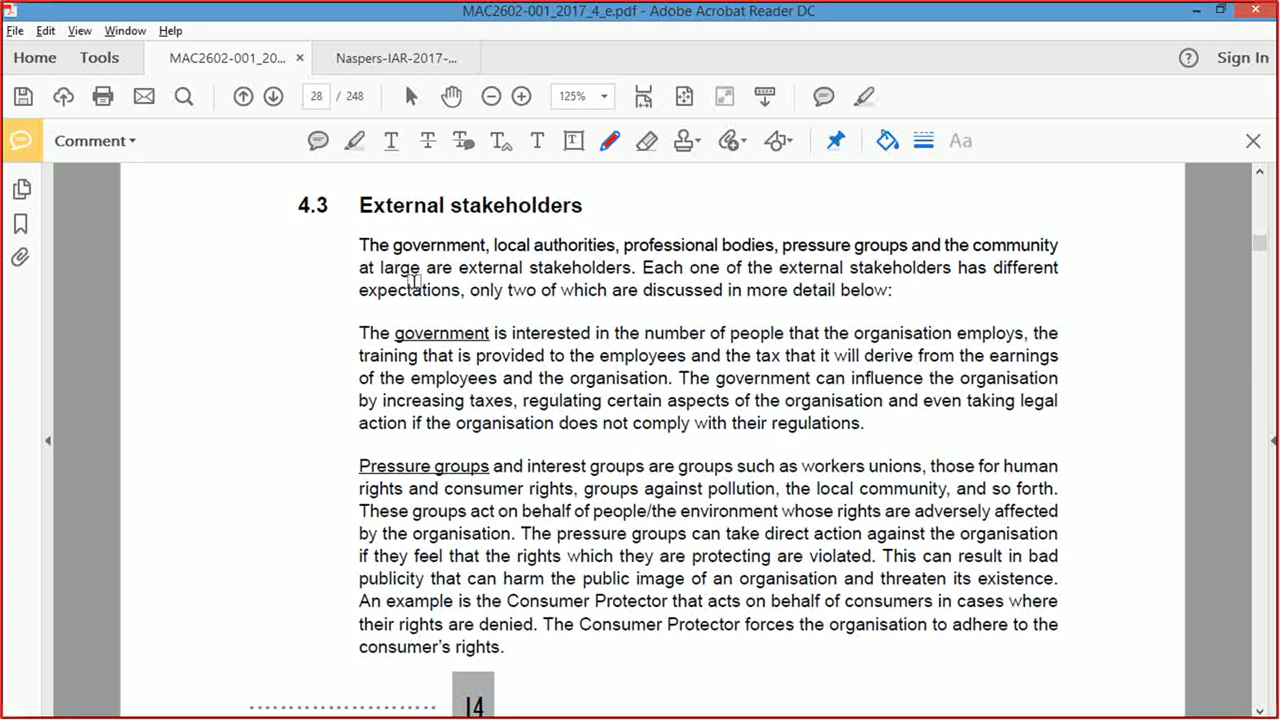 MAC2602-001_2017_4_e.pdf - Adobe Acrobat Reader DC
File Edit View Window Help
Home Tools MAC2602-001_20... × Naspers-IAR-2017-... Sign In
28 / 248 125%
Comment
4.3 External stakeholders
The government, local authorities, professional bodies, pressure groups and the community
at large are external stakeholders. Each one of the external stakeholders has different
expectations, only two of which are discussed in more detail below:
The government is interested in the number of people that the organisation employs, the
training that is provided to the employees and the tax that it will derive from the earnings
of the employees and the organisation. The government can influence the organisation
by increasing taxes, regulating certain aspects of the organisation and even taking legal
action if the organisation does not comply with their regulations.
Pressure groups and interest groups are groups such as workers unions, those for human
rights and consumer rights, groups against pollution, the local community, and so forth.
These groups act on behalf of people/the environment whose rights are adversely affected
by the organisation. The pressure groups can take direct action against the organisation
if they feel that the rights which they are protecting are violated. This can result in bad
publicity that can harm the public image of an organisation and threaten its existence.
An example is the Consumer Protector that acts on behalf of consumers in cases where
their rights are denied. The Consumer Protector forces the organisation to adhere to the
consumer's rights.
14